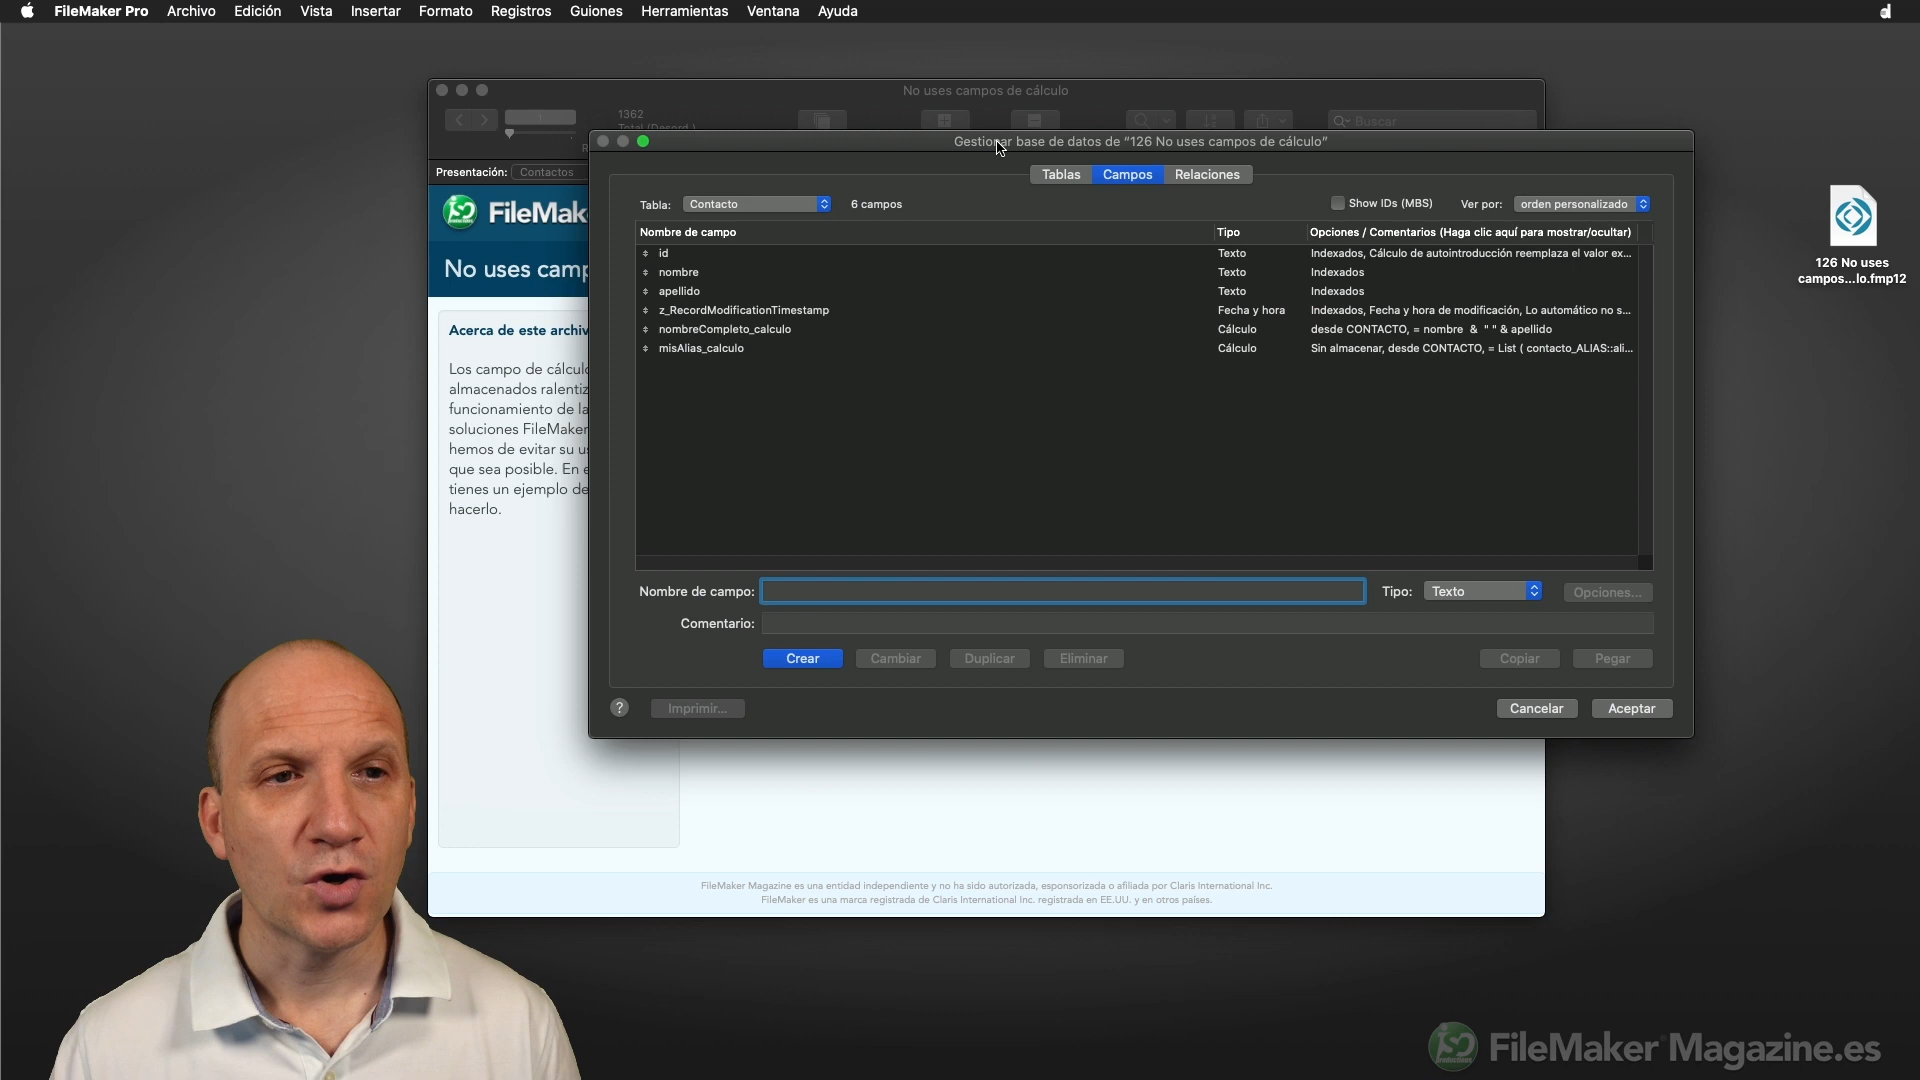 FileMaker Pro Archivo Edición Vista Insertar Formato Registros Guiones Herramientas Ventana Ayuda
No uses campos de cálculo
1362
Total (Desord.)
Buscar
Gestionar base de datos de “126 No uses campos de cálculo”
Presentación: Contactos
Tablas Campos Relaciones
Tabla: Contacto 6 campos Show IDs (MBS) Ver por: orden personalizado
Nombre de campo Tipo Opciones / Comentarios (Haga clic aquí para mostrar/ocultar)
id Texto Indexados, Cálculo de autointroducción reemplaza el valor ex...
nombre Texto Indexados
apellido Texto Indexados
z_RecordModificationTimestamp Fecha y hora Indexados, Fecha y hora de modificación, Lo automático no s...
nombreCompleto_calculo Cálculo desde CONTACTO, = nombre & " " & apellido
misAlias_calculo Cálculo Sin almacenar, desde CONTACTO, = List ( contacto_ALIAS::ali...
Nombre de campo: Tipo: Texto Opciones...
Comentario:
Crear Cambiar Duplicar Eliminar Copiar Pegar
? Imprimir... Cancelar Aceptar
iso FileMak
No uses camp
Acerca de este archiv
Los campo de cálculo
almacenados ralentiz
funcionamiento de la
soluciones FileMaker
hemos de evitar su u
que sea posible. En e
tienes un ejemplo de
hacerlo.
FileMaker Magazine es una entidad independiente y no ha sido autorizada, esponsorizada o afiliada por Claris International Inc.
FileMaker es una marca registrada de Claris International Inc. registrada en EE.UU. y en otros países.
126 No uses
campos...lo.fmp12
iso FileMaker Magazine.es